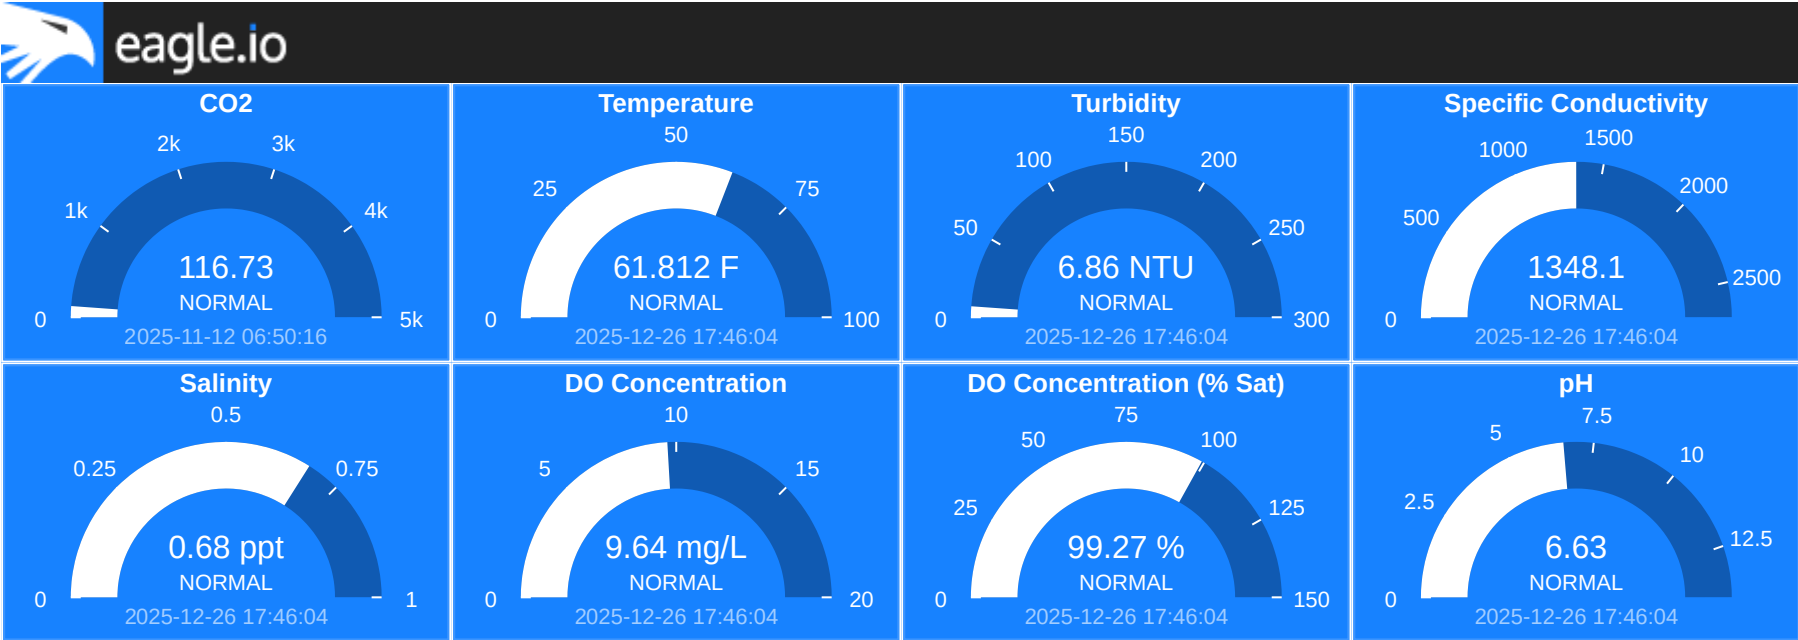 eagle.io
CO2
2k 3k
1k 4k
116.73
NORMAL
0 5k
2025-11-12 06:50:16
Temperature
50
25 75
61.812 F
NORMAL
0 100
2025-12-26 17:46:04
Turbidity
150
100 200
50 250
6.86 NTU
NORMAL
0 300
2025-12-26 17:46:04
Specific Conductivity
1500
1000
2000
500
2500
1348.1
NORMAL
0
2025-12-26 17:46:04
Salinity
0.5
0.25 0.75
0.68 ppt
NORMAL
0 1
2025-12-26 17:46:04
DO Concentration
10
5 15
9.64 mg/L
NORMAL
0 20
2025-12-26 17:46:04
DO Concentration (% Sat)
75
50 100
25 125
99.27 %
NORMAL
0 150
2025-12-26 17:46:04
pH
7.5
5
10
2.5
12.5
6.63
NORMAL
0
2025-12-26 17:46:04